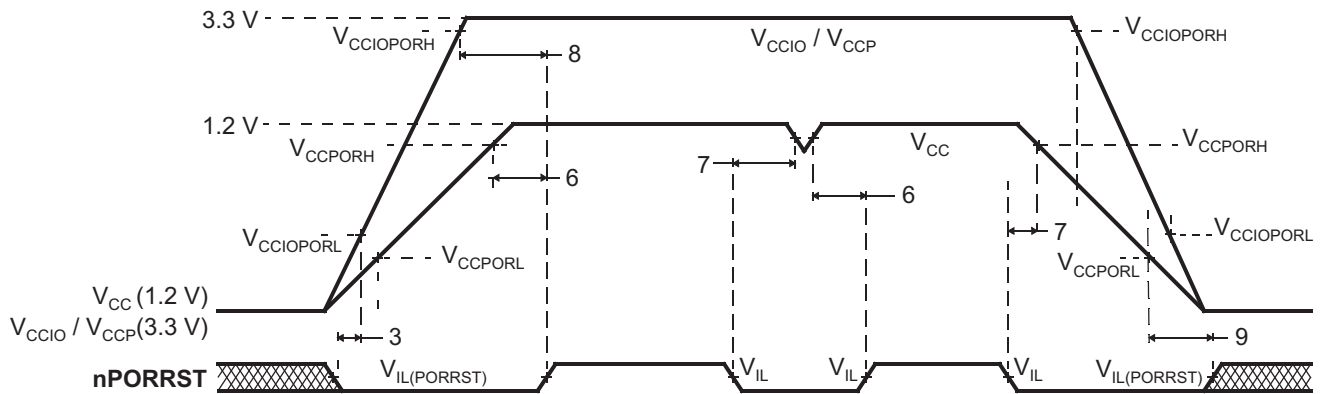 3.3 V
V_CCIOPORH
8
V_CCIO / V_CCP
V_CCIOPORH
1.2 V
V_CCPORH
6
7
V_CC
6
V_CCPORH
7
V_CCIOPORL
V_CCPORL
V_CCPORL
V_CCIOPORL
V_CC (1.2 V)
V_CCIO / V_CCP(3.3 V)
3
9
nPORRST
V_IL(PORRST)
V_IL
V_IL
V_IL
V_IL(PORRST)